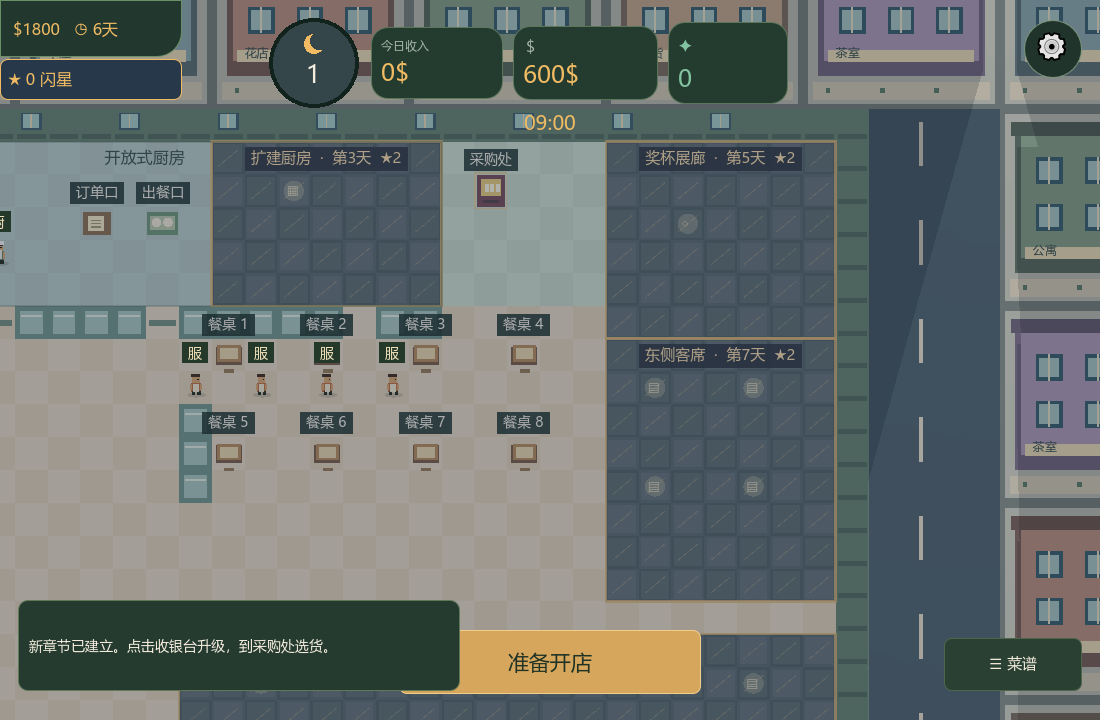 $1800 ◷ 6天
★ 0 闪星
花店
1
今日收入
0$
$
600$
✦
0
茶室
09:00
开放式厨房
扩建厨房 · 第3天 ★2
采购处
奖杯展廊 · 第5天 ★2
订单口
出餐口
厨
公寓
餐桌 1
餐桌 2
餐桌 3
餐桌 4
服
服
服
服
东侧客席 · 第7天 ★2
餐桌 5
餐桌 6
餐桌 7
餐桌 8
茶室
新章节已建立。点击收银台升级，到采购处选货。
准备开店
☰ 菜谱